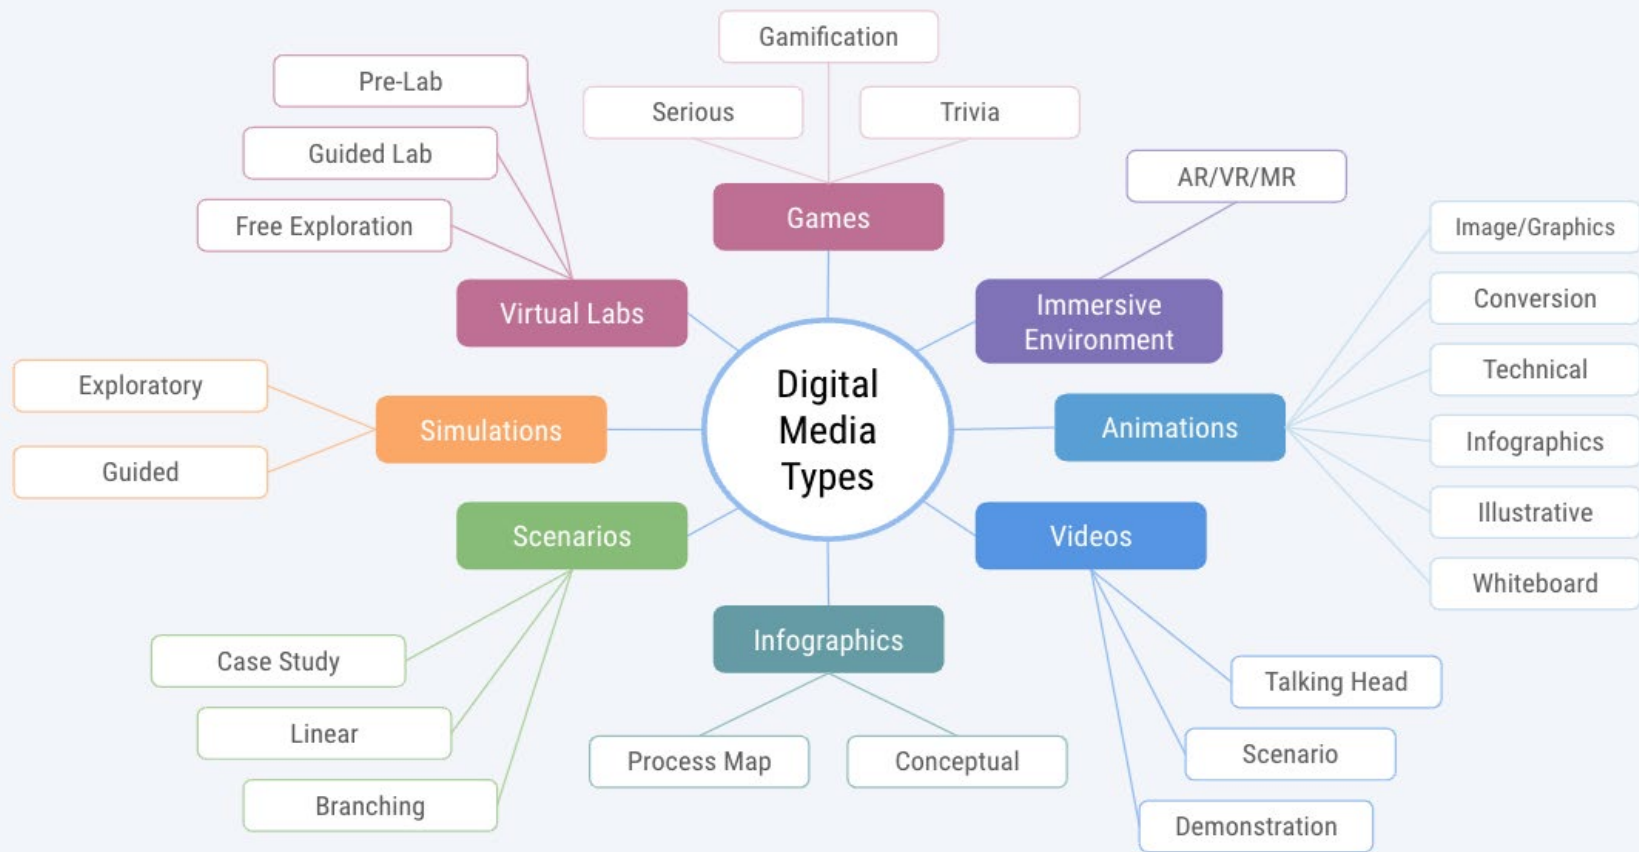 Gamification
Serious
Trivia
Games
Pre-Lab
Guided Lab
Free Exploration
Virtual Labs
AR/VR/MR
Immersive
Environment
Image/Graphics
Conversion
Technical
Infographics
Illustrative
Whiteboard
Animations
Digital
Media
Types
Exploratory
Guided
Simulations
Scenarios
Case Study
Linear
Branching
Infographics
Process Map
Conceptual
Videos
Talking Head
Scenario
Demonstration